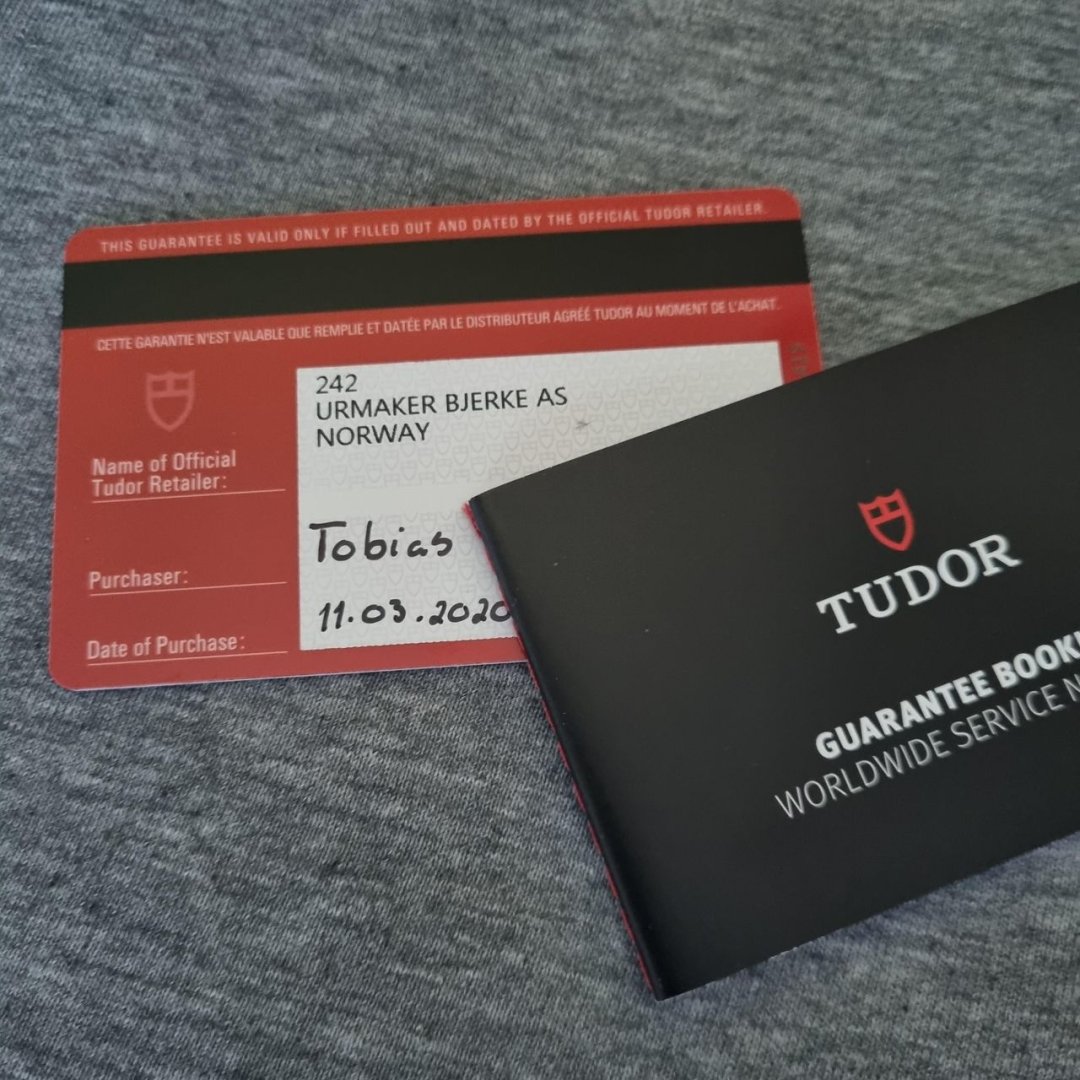 THIS GUARANTEE IS VALID ONLY IF FILLED OUT AND DATED BY THE OFFICIAL TUDOR RETAILER.
CETTE GARANTIE N'EST VALABLE QUE REMPLIE ET DATÉE PAR LE DISTRIBUTEUR AGRÉÉ TUDOR AU MOMENT DE L'ACHAT.
242
URMAKER BJERKE AS
NORWAY
Name of Official
Tudor Retailer:
Tobias
Purchaser:
11.03.2020
Date of Purchase:
TUDOR
GUARANTEE BOOK
WORLDWIDE SERVICE N